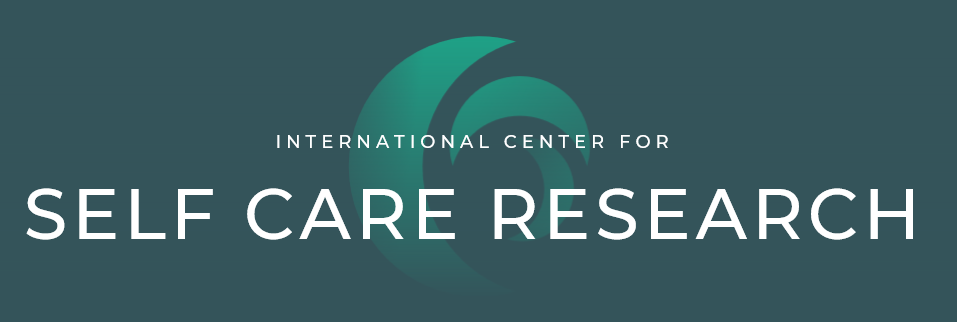 INTERNATIONAL CENTER FOR
SELF CARE RESEARCH